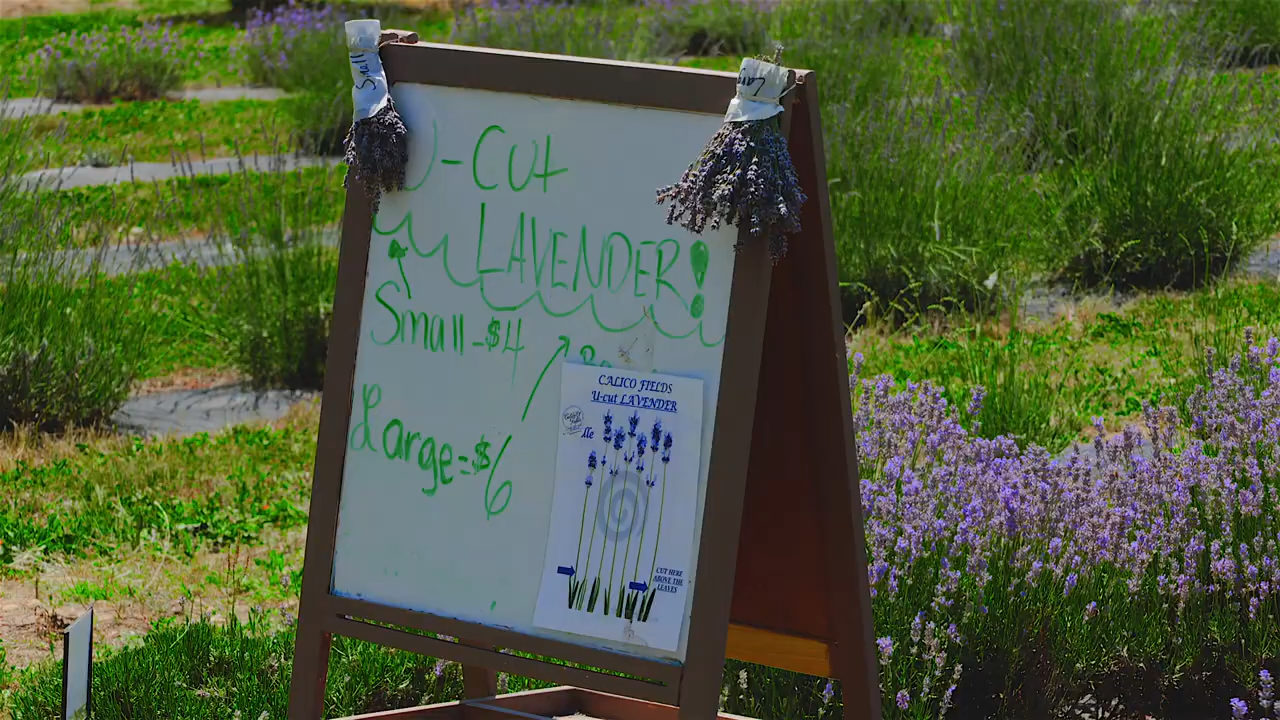 Small
U-Cut
LAVENDER!
Small - $4
Large = $6
CALICO FIELDS
U-cut LAVENDER
CUT HERE
ABOVE THE
LEAVES